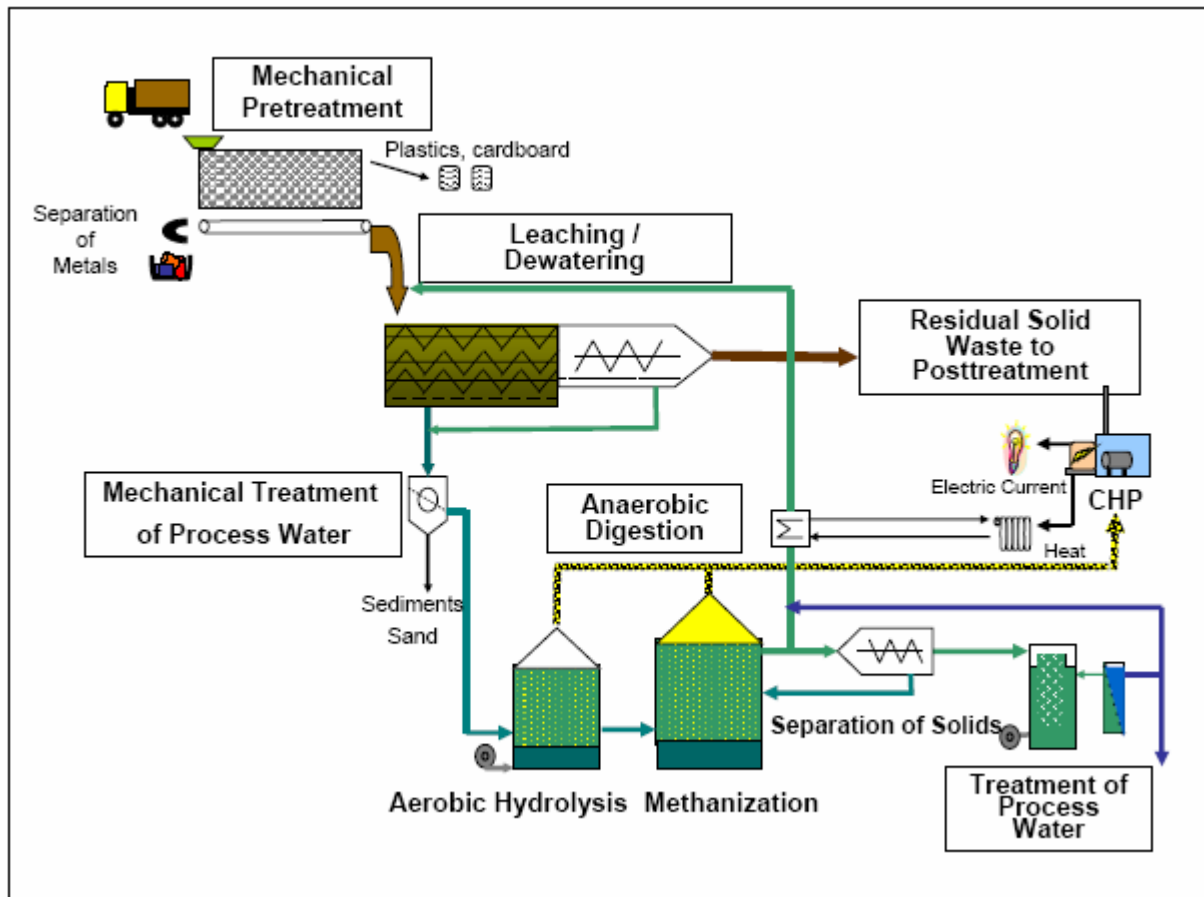 Mechanical
Pretreatment
Plastics, cardboard
Separation
of
Metals
Leaching /
Dewatering
Residual Solid
Waste to
Posttreatment
Mechanical Treatment
of Process Water
Anaerobic
Digestion
Electric Current
CHP
Heat
Σ
Sediments
Sand
Separation of Solids
Aerobic Hydrolysis
Methanization
Treatment of
Process
Water